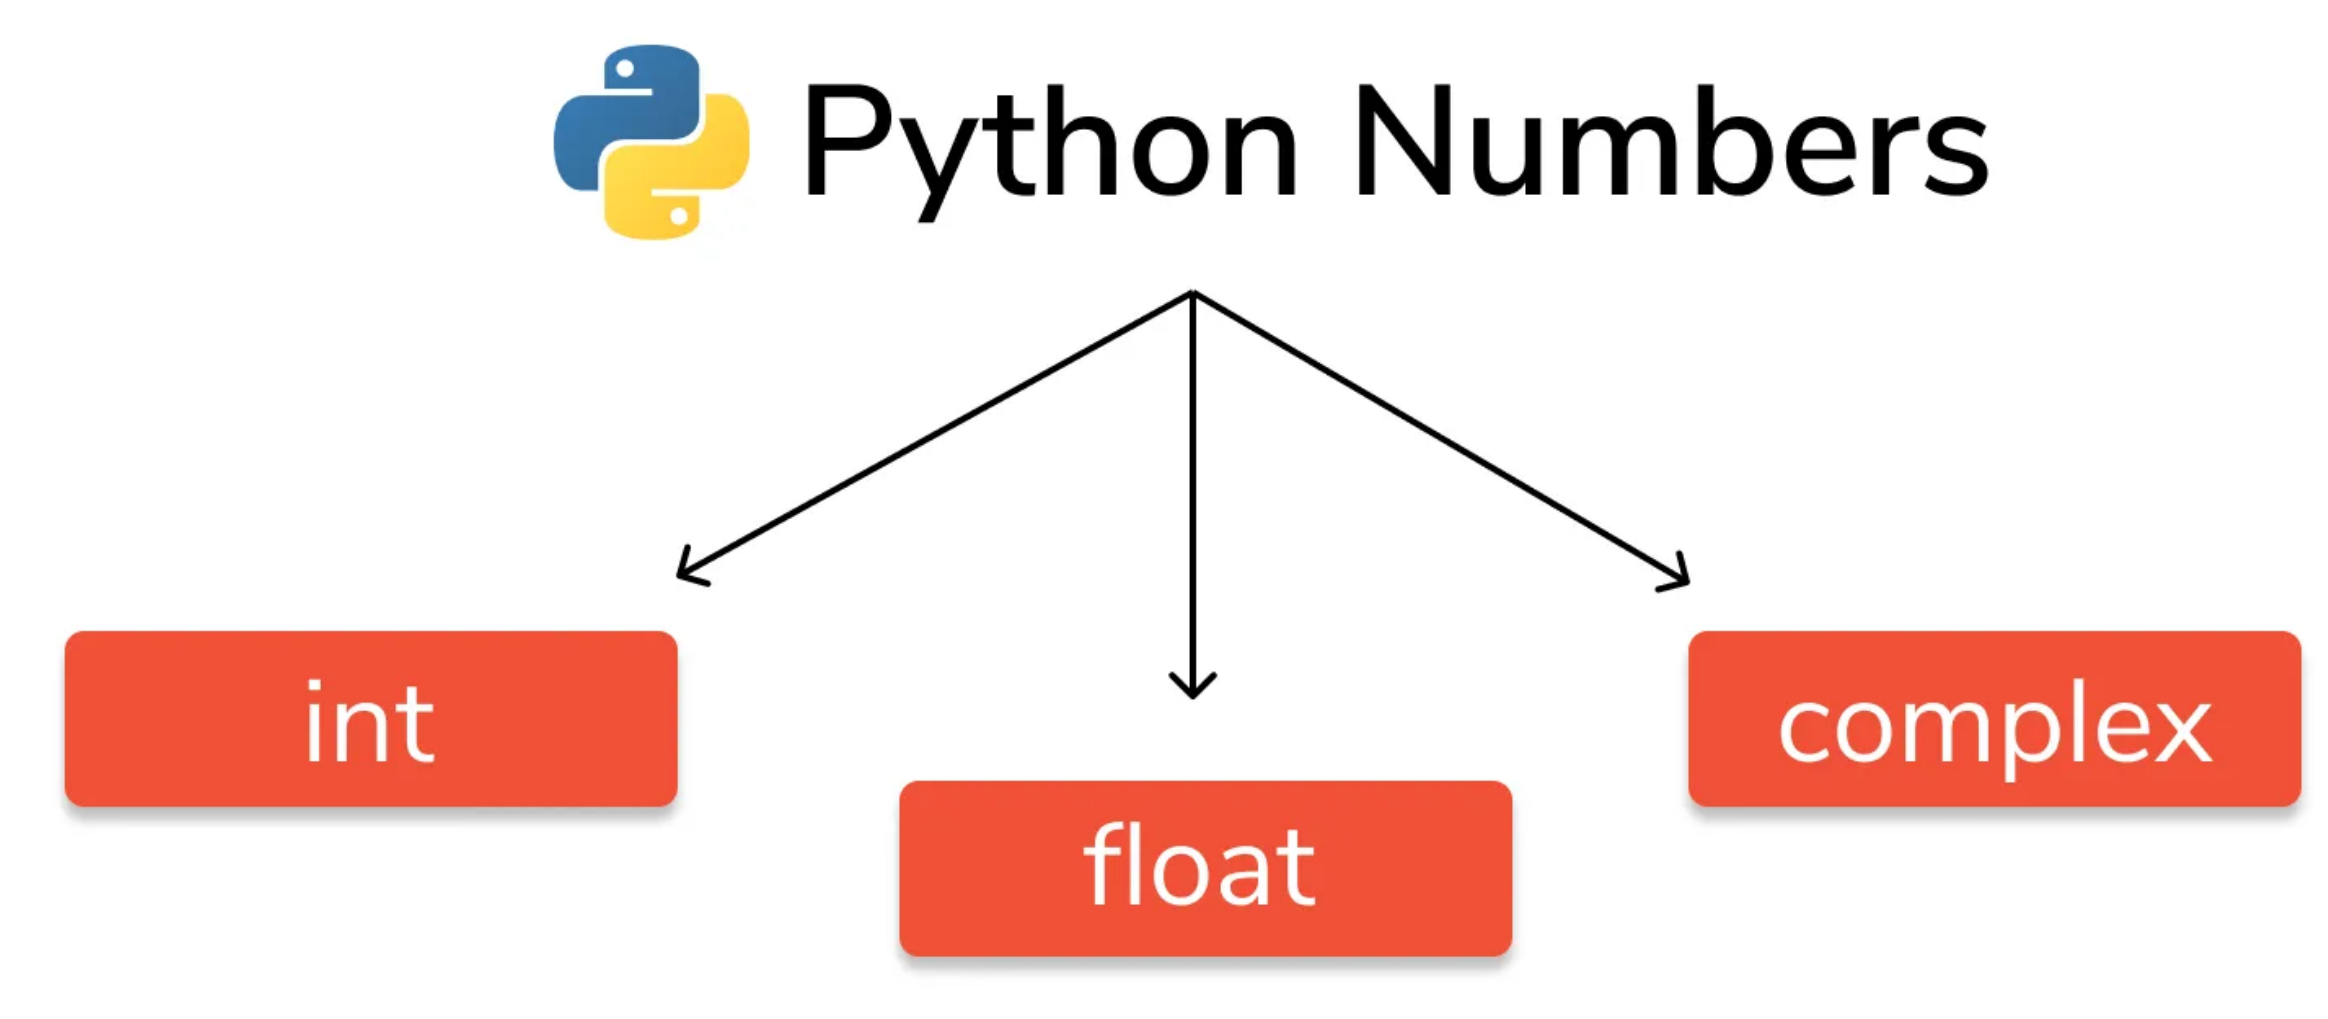 Python Numbers
int
float
complex